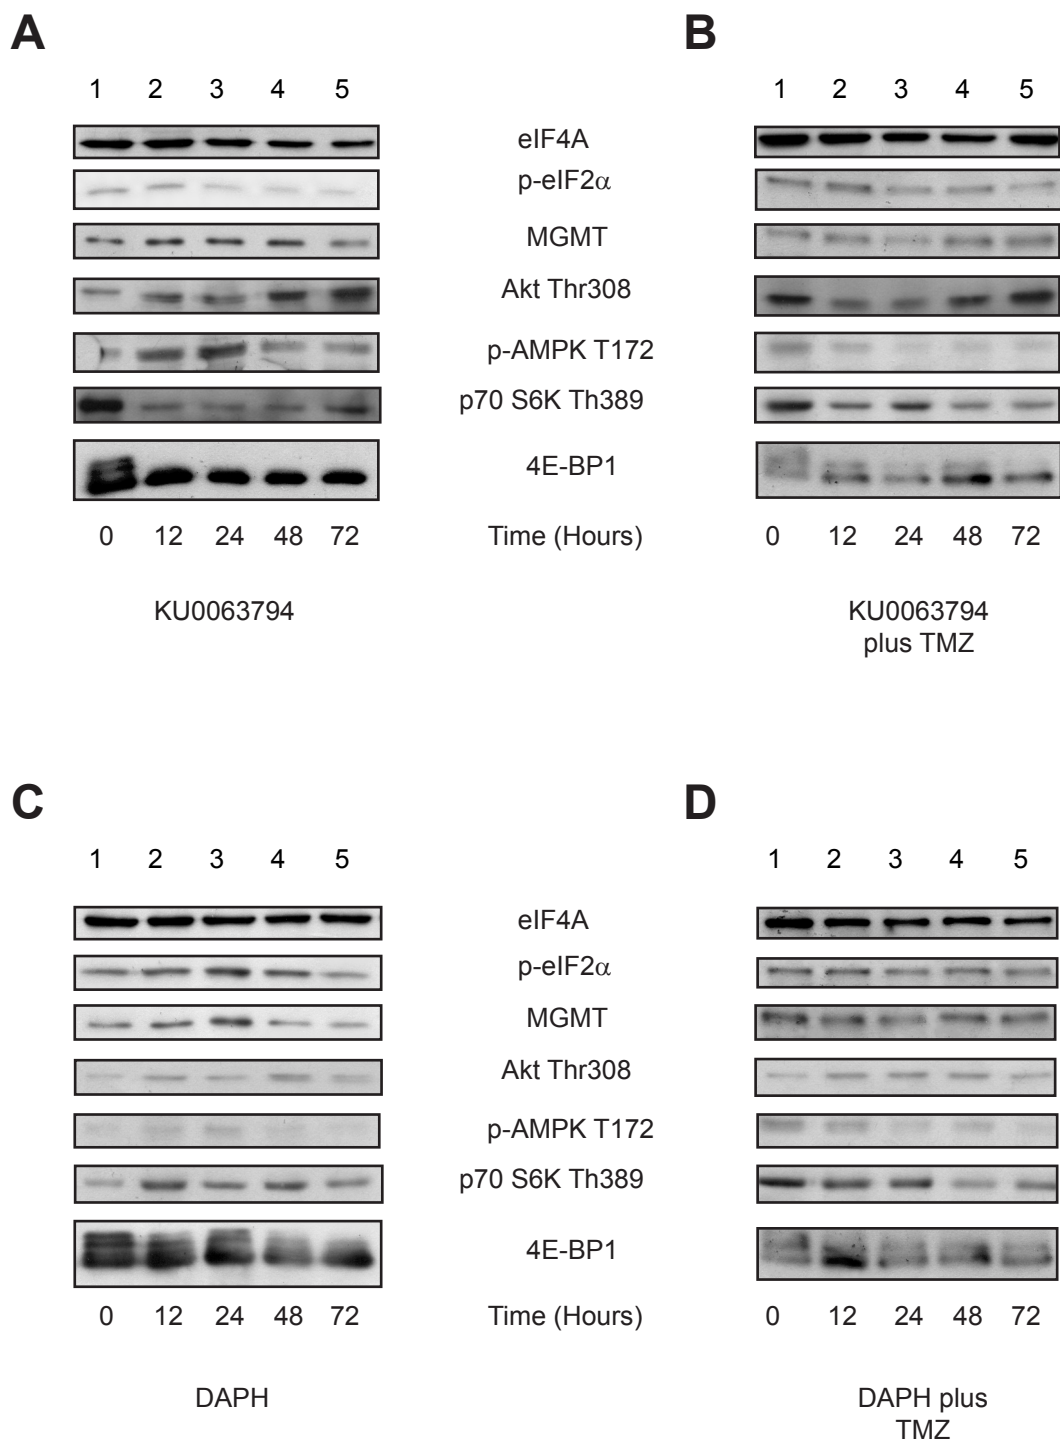 A
B
1 2 3 4 5
1 2 3 4 5
eIF4A
p-eIF2α
MGMT
Akt Thr308
p-AMPK T172
p70 S6K Th389
4E-BP1
0 12 24 48 72
Time (Hours)
0 12 24 48 72
KU0063794
KU0063794
plus TMZ
C
D
1 2 3 4 5
1 2 3 4 5
eIF4A
p-eIF2α
MGMT
Akt Thr308
p-AMPK T172
p70 S6K Th389
4E-BP1
0 12 24 48 72
Time (Hours)
0 12 24 48 72
DAPH
DAPH plus
TMZ